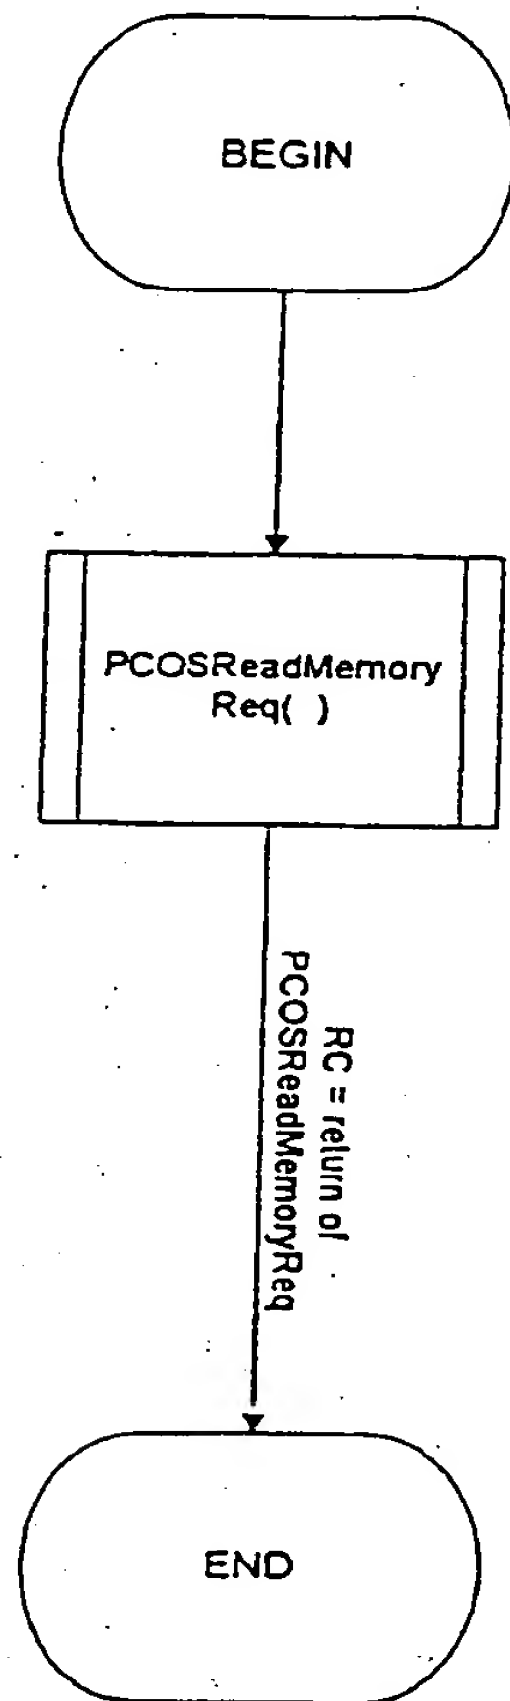 BEGIN
PCOSReadMemory
Req( )
RC = return of
PCOSReadMemoryReq
END